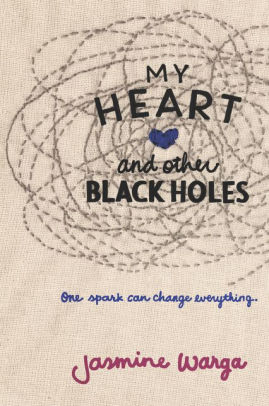 MY
HEART
and other
BLACK HOLES
One spark can change everything..
Jasmine Warga